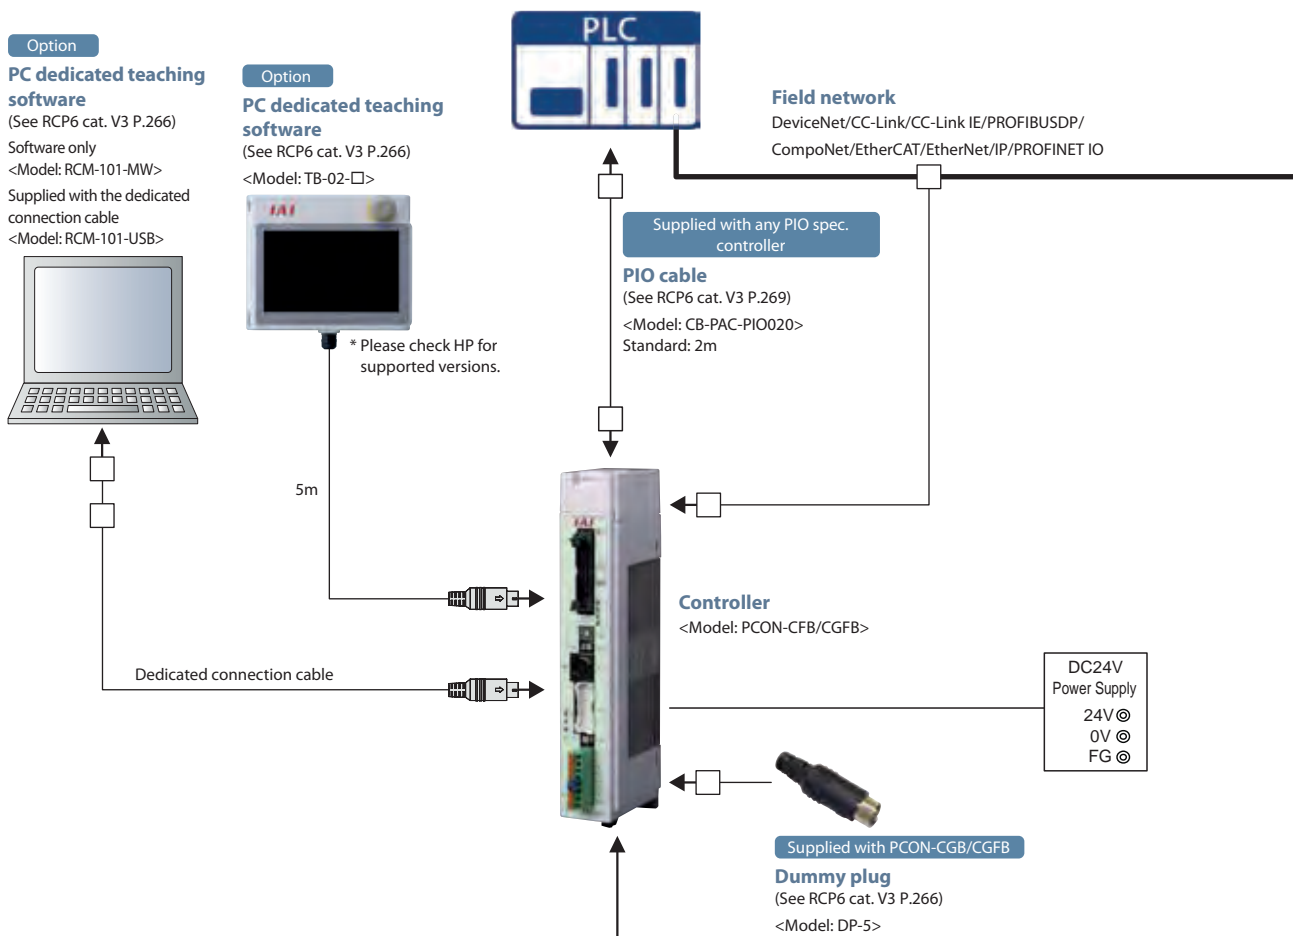 Option
PC dedicated teaching
software
(See RCP6 cat. V3 P.266)
Software only
<Model: RCM-101-MW>
Supplied with the dedicated
connection cable
<Model: RCM-101-USB>
Option
PC dedicated teaching
software
(See RCP6 cat. V3 P.266)
<Model: TB-02-□>
IAI
* Please check HP for
supported versions.
5m
Dedicated connection cable
PLC
Field network
DeviceNet/CC-Link/CC-Link IE/PROFIBUSDP/
CompoNet/EtherCAT/EtherNet/IP/PROFINET IO
Supplied with any PIO spec.
controller
PIO cable
(See RCP6 cat. V3 P.269)
<Model: CB-PAC-PIO020>
Standard: 2m
IAI
Controller
<Model: PCON-CFB/CGFB>
DC24V
Power Supply
24V
0V
FG
Supplied with PCON-CGB/CGFB
Dummy plug
(See RCP6 cat. V3 P.266)
<Model: DP-5>